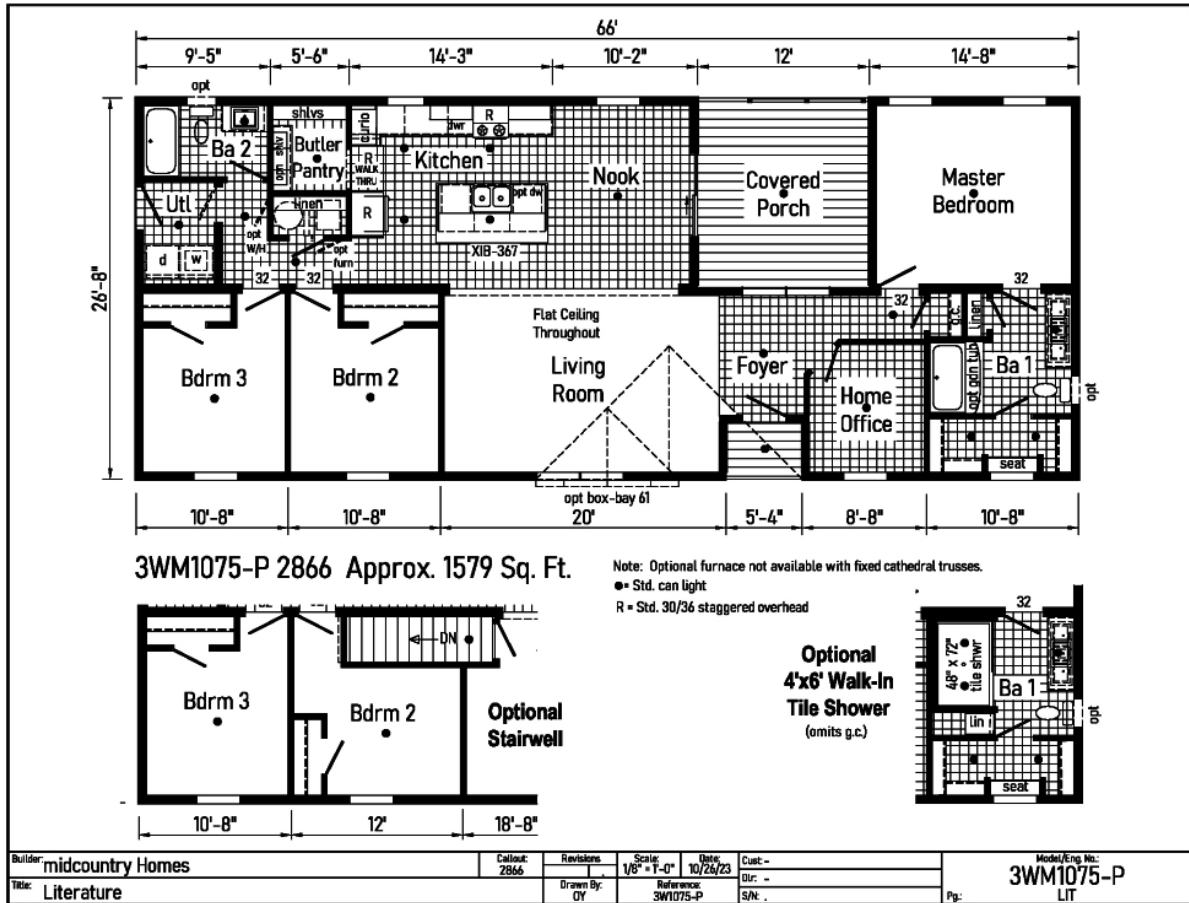 66'
9'-5" 5'-6" 14'-3" 10'-2" 12' 14'-8"
opt
26'-8"
Ba 2
shlvs
opn shlv
Butler
Pantry
curio
R
WALK
THRU
R
dwr
R
Kitchen
opt dw
XIB-367
Nook
Covered
Porch
Master
Bedroom
Utl
d
w
opt
W/H
linen
opt
furn
32
32
32
32
Bdrm 3
Bdrm 2
Flat Ceiling
Throughout
Living
Room
Foyer
Home
Office
g.c.
linen
opt gdn tub
Ba 1
opt
seat
opt box-bay 61
10'-8" 10'-8" 20' 5'-4" 8'-8" 10'-8"
3WM1075-P 2866 Approx. 1579 Sq. Ft.
Note: Optional furnace not available with fixed cathedral trusses.
●= Std. can light
R = Std. 30/36 staggered overhead
DN
Bdrm 3
Bdrm 2
Optional
Stairwell
10'-8" 12' 18'-8"
Optional
4'x6' Walk-In
Tile Shower
(omits g.c.)
32
48" X 72"
tile shwr
Ba 1
lin
opt
seat
Builder: midcountry Homes
Title: Literature
Callout:
2866
Revisions
Scale:
1/8" = 1'-0"
Date:
10/26/23
Drawn By:
OY
Reference:
3W1075-P
Cust: -
Dlr: -
S/N: .
Model/Eng. No.:
3WM1075-P
Pg.: LIT